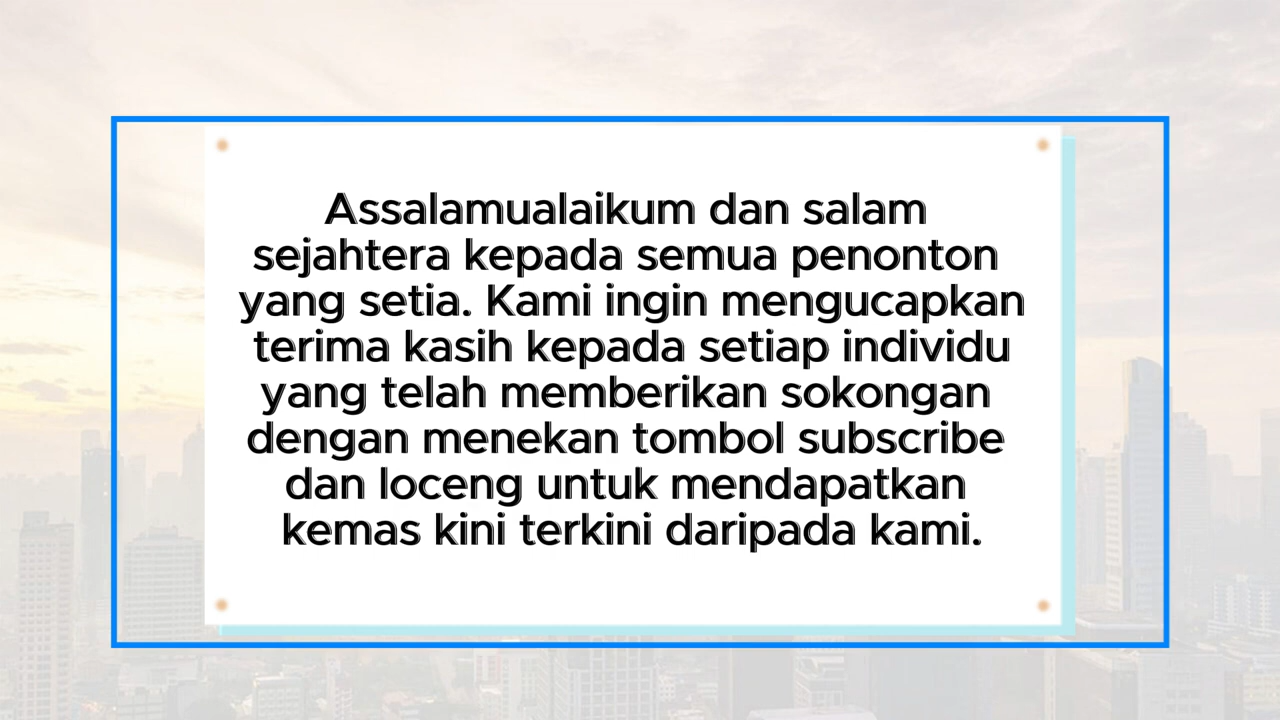 Assalamualaikum dan salam
sejahtera kepada semua penonton
yang setia. Kami ingin mengucapkan
terima kasih kepada setiap individu
yang telah memberikan sokongan
dengan menekan tombol subscribe
dan loceng untuk mendapatkan
kemas kini terkini daripada kami.